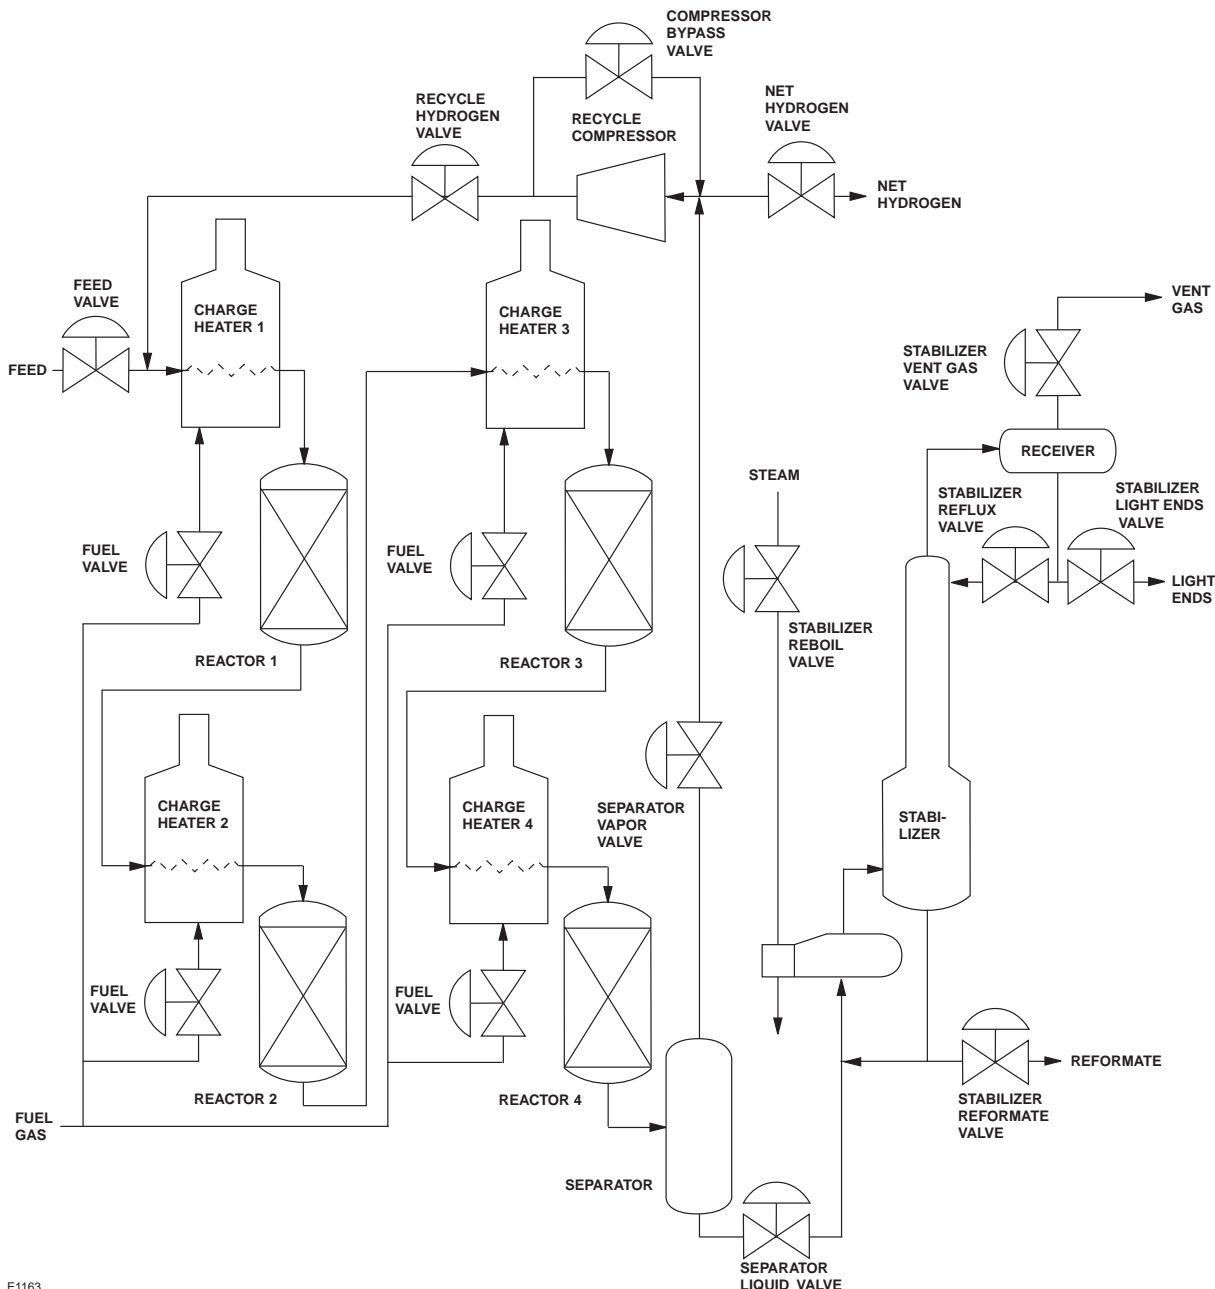 COMPRESSOR
BYPASS
VALVE
RECYCLE
HYDROGEN
VALVE
RECYCLE
COMPRESSOR
NET
HYDROGEN
VALVE
NET
HYDROGEN
FEED
VALVE
FEED
CHARGE
HEATER 1
CHARGE
HEATER 3
VENT
GAS
STABILIZER
VENT GAS
VALVE
RECEIVER
STEAM
STABILIZER
REFLUX
VALVE
STABILIZER
LIGHT ENDS
VALVE
LIGHT
ENDS
FUEL
VALVE
FUEL
VALVE
STABILIZER
REBOIL
VALVE
REACTOR 1
REACTOR 3
CHARGE
HEATER 2
CHARGE
HEATER 4
SEPARATOR
VAPOR
VALVE
STABI-
LIZER
FUEL
VALVE
FUEL
VALVE
REACTOR 2
REACTOR 4
REFORMATE
STABILIZER
REFORMATE
VALVE
FUEL
GAS
SEPARATOR
SEPARATOR
LIQUID VALVE
E1163